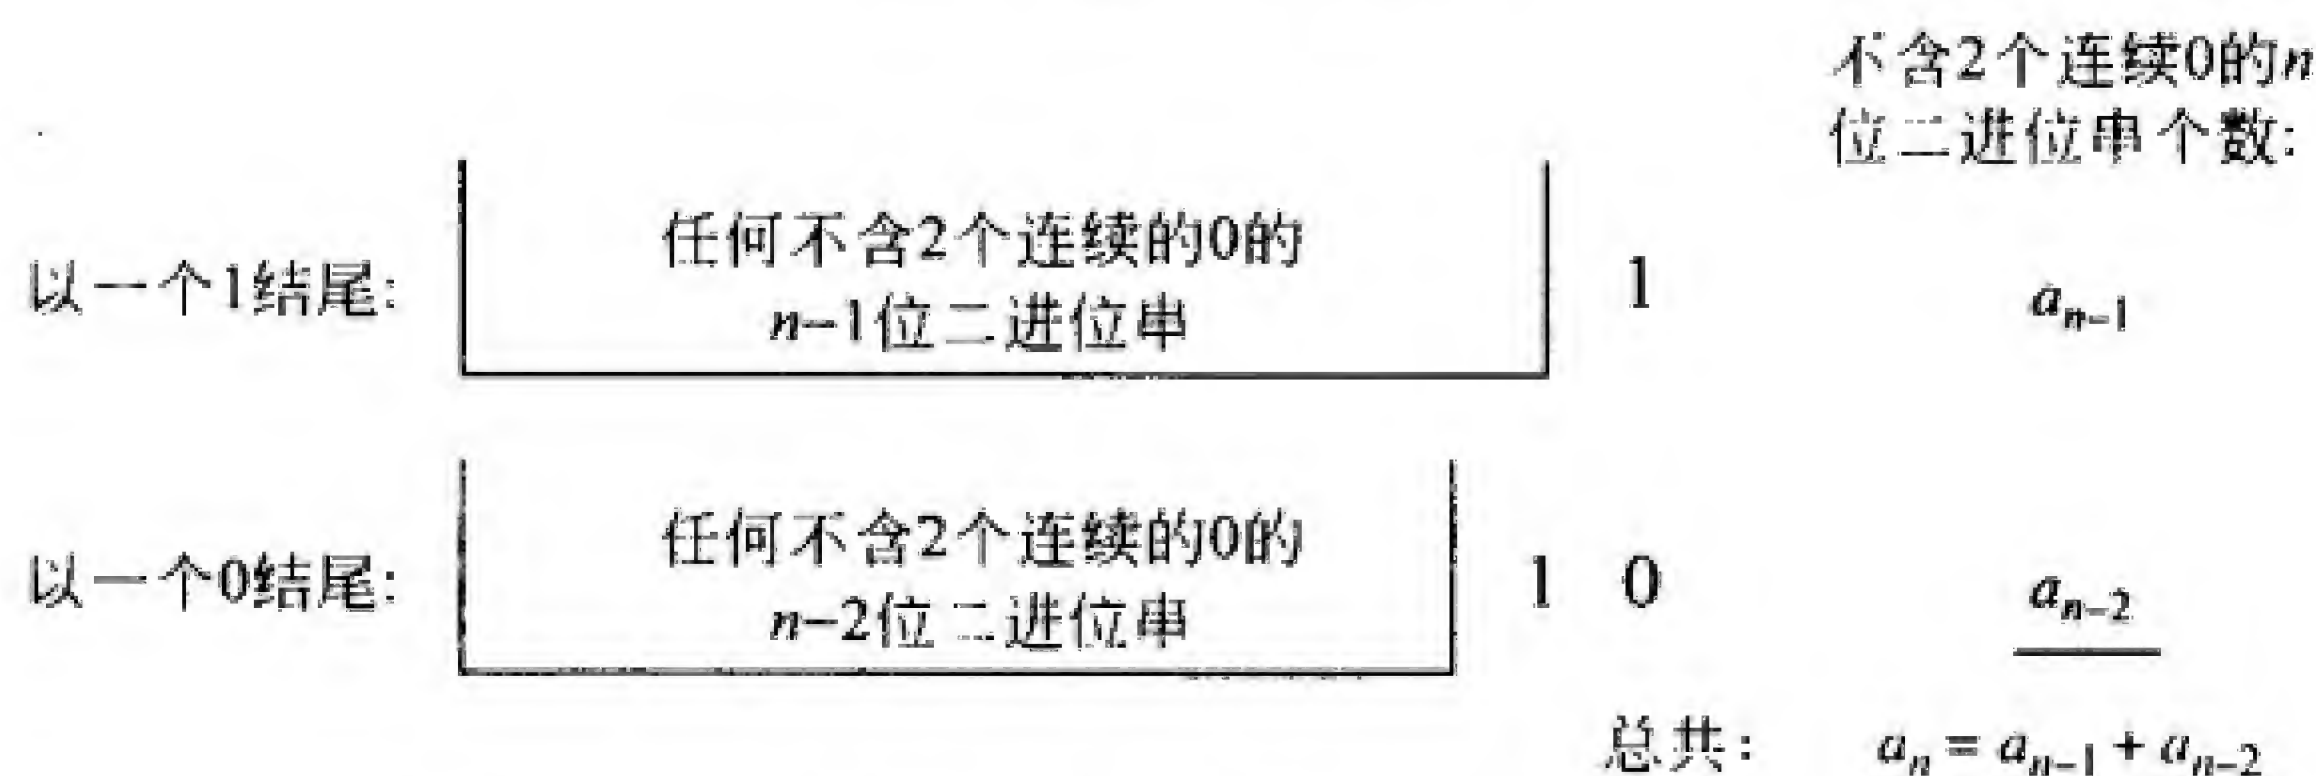 不含2个连续0的n
位二进位串个数:
任何不含2个连续的0的
以一个1结尾:
n–1位二进位串
1
a_{n–1}
任何不含2个连续的0的
以一个0结尾:
n–2位二进位串
1 0
a_{n–2}
总共: a_n = a_{n–1} + a_{n–2}